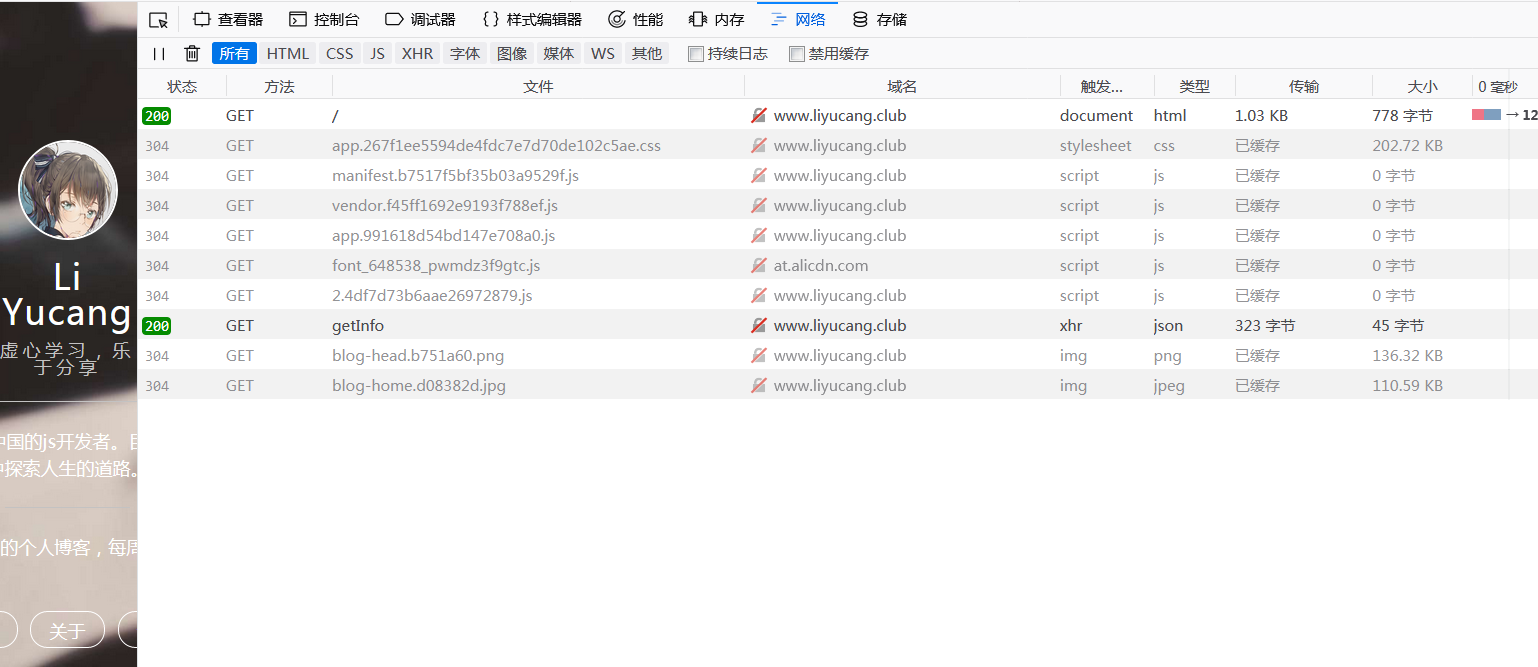 查看器 控制台 调试器 {} 样式编辑器 性能 内存 网络 存储
所有 HTML CSS JS XHR 字体 图像 媒体 WS 其他 持续日志 禁用缓存
状态 方法 文件 域名 触发... 类型 传输 大小 0 毫秒
200 GET / www.liyucang.club document html 1.03 KB 778 字节 → 12
304 GET app.267f1ee5594de4fdc7e7d70de102c5ae.css www.liyucang.club stylesheet css 已缓存 202.72 KB
304 GET manifest.b7517f5bf35b03a9529f.js www.liyucang.club script js 已缓存 0 字节
304 GET vendor.f45ff1692e9193f788ef.js www.liyucang.club script js 已缓存 0 字节
304 GET app.991618d54bd147e708a0.js www.liyucang.club script js 已缓存 0 字节
304 GET font_648538_pwmdz3f9gtc.js at.alicdn.com script js 已缓存 0 字节
304 GET 2.4df7d73b6aae26972879.js www.liyucang.club script js 已缓存 0 字节
200 GET getInfo www.liyucang.club xhr json 323 字节 45 字节
304 GET blog-head.b751a60.png www.liyucang.club img png 已缓存 136.32 KB
304 GET blog-home.d08382d.jpg www.liyucang.club img jpeg 已缓存 110.59 KB
Li
Yucang
虚心学习，乐
于分享
中国的js开发者。目
中探索人生的道路。
的个人博客，每周
关于